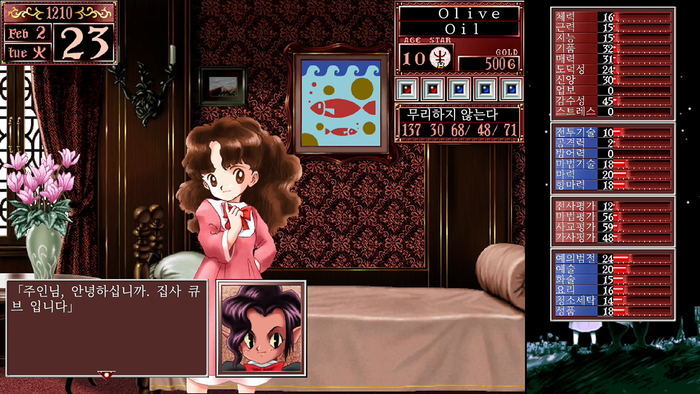 1210
Feb 2
Tue 火
23
Olive
Oil
AGE STAR
10
GOLD
500G
무리하지 않는다
137 30 68/ 48/ 71
「주인님, 안녕하십니까. 집사 큐
브 입니다」
체력 16
근력 15
지능 15
기품 32
매력 31
도덕성 24
신앙 30
업보 0
감수성 45
스트레스 0
전투기술 10
공격력 2
방어력 0
마법기술 18
마력 20
항마력 18
전사평가 12
마법평가 56
사교평가 59
가사평가 48
예의범절 24
예술 20
화술 15
요리 16
청소세탁 14
성품 18